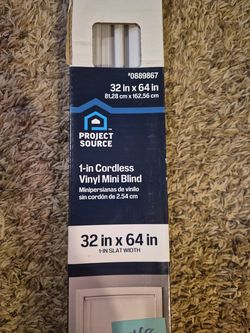 #0889867
32 in x 64 in
81,28 cm x 162,56 cm
PROJECT
SOURCE
1-in Cordless
Vinyl Mini Blind
Minipersianas de vinilo
sin cordón de 2.54 cm
32 in x 64 in
1-IN SLAT WIDTH